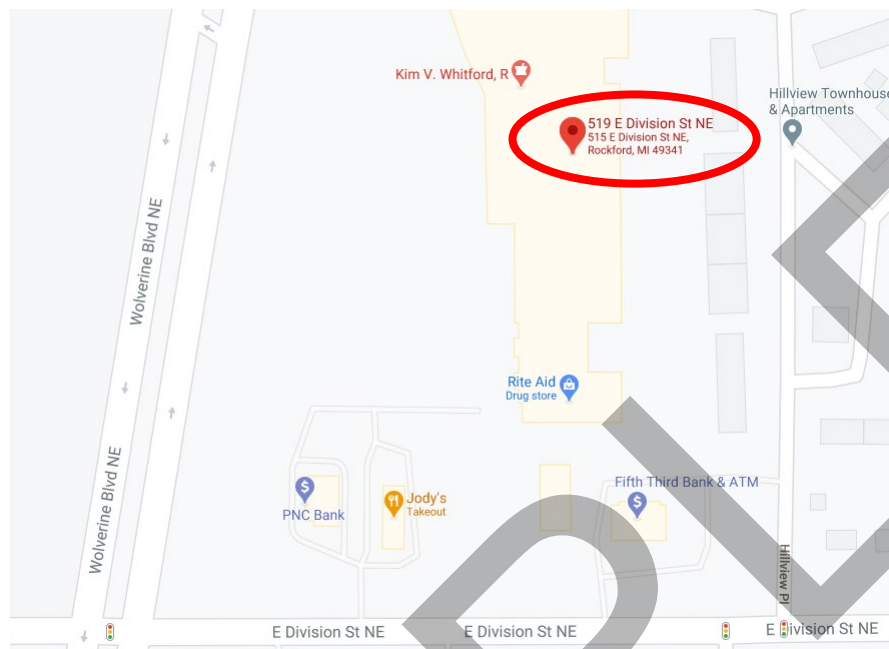 Kim V. Whitford, R
519 E Division St NE
515 E Division St NE,
Rockford, MI 49341
Hillview Townhouse
& Apartments
Wolverine Blvd NE
Rite Aid
Drug store
Wolverine Blvd NE
PNC Bank
Jody's
Takeout
Fifth Third Bank & ATM
Hillview Pl
E Division St NE
E Division St NE
E Division St NE